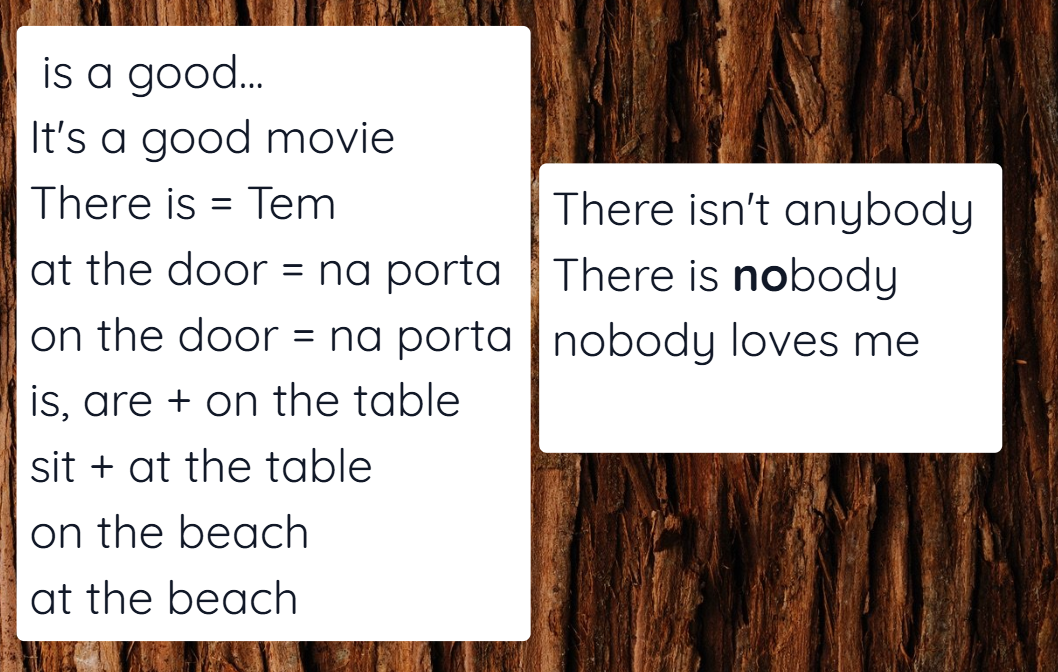 is a good...
It's a good movie
There is = Tem
at the door = na porta
on the door = na porta
is, are + on the table
sit + at the table
on the beach
at the beach
There isn't anybody
There is nobody
nobody loves me